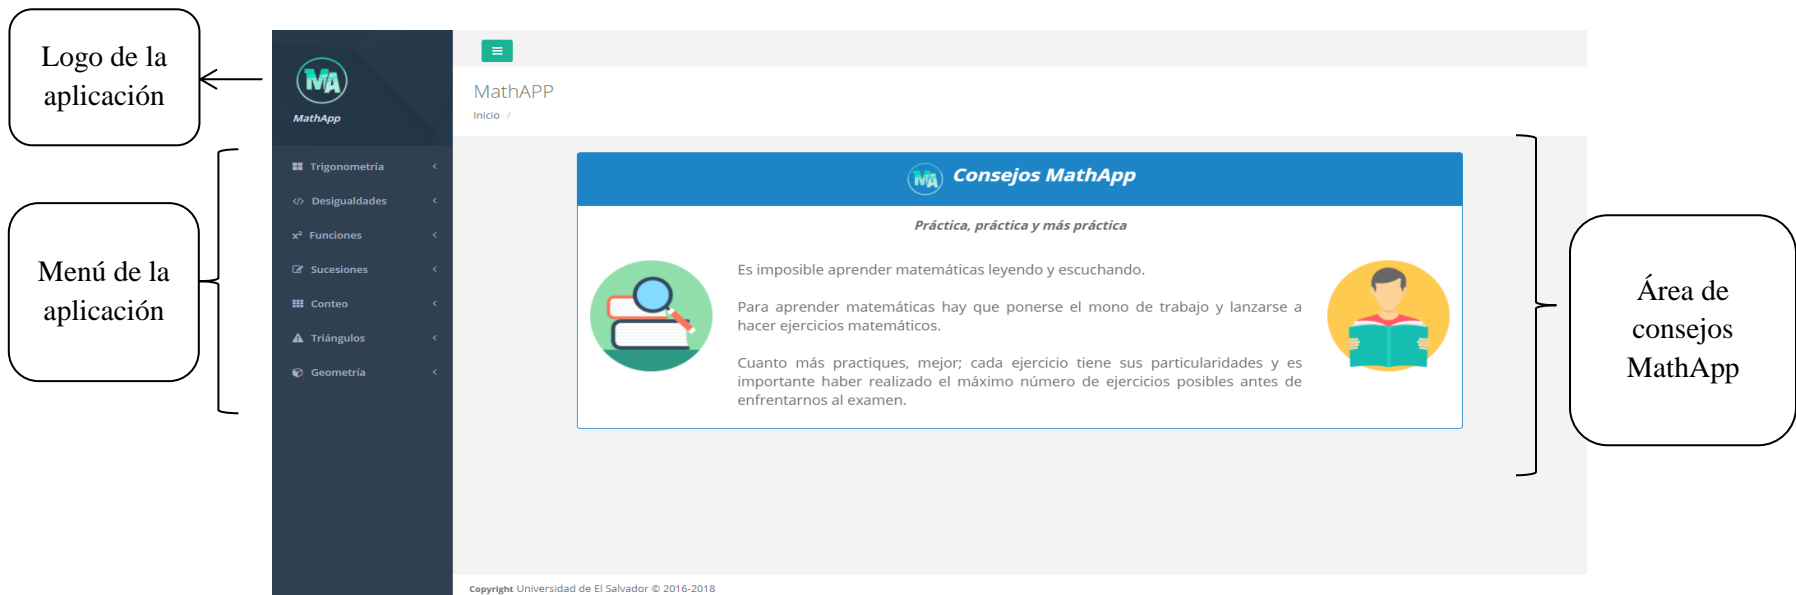 Logo de la
aplicación
MA
MathApp
MathAPP
Inicio /
Menú de la
aplicación
Trigonometría
</> Desigualdades
x² Funciones
Sucesiones
Conteo
Triángulos
Geometría
MA Consejos MathApp
Práctica, práctica y más práctica
Es imposible aprender matemáticas leyendo y escuchando.
Para aprender matemáticas hay que ponerse el mono de trabajo y lanzarse a
hacer ejercicios matemáticos.
Cuanto más practiques, mejor; cada ejercicio tiene sus particularidades y es
importante haber realizado el máximo número de ejercicios posibles antes de
enfrentarnos al examen.
Área de
consejos
MathApp
Copyright Universidad de El Salvador © 2016-2018